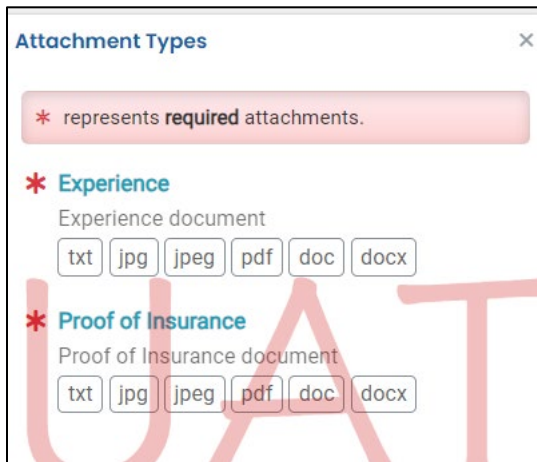 Attachment Types ×
* represents required attachments.
* Experience
Experience document
txt jpg jpeg pdf doc docx
* Proof of Insurance
Proof of Insurance document
txt jpg jpeg pdf doc docx
UAT